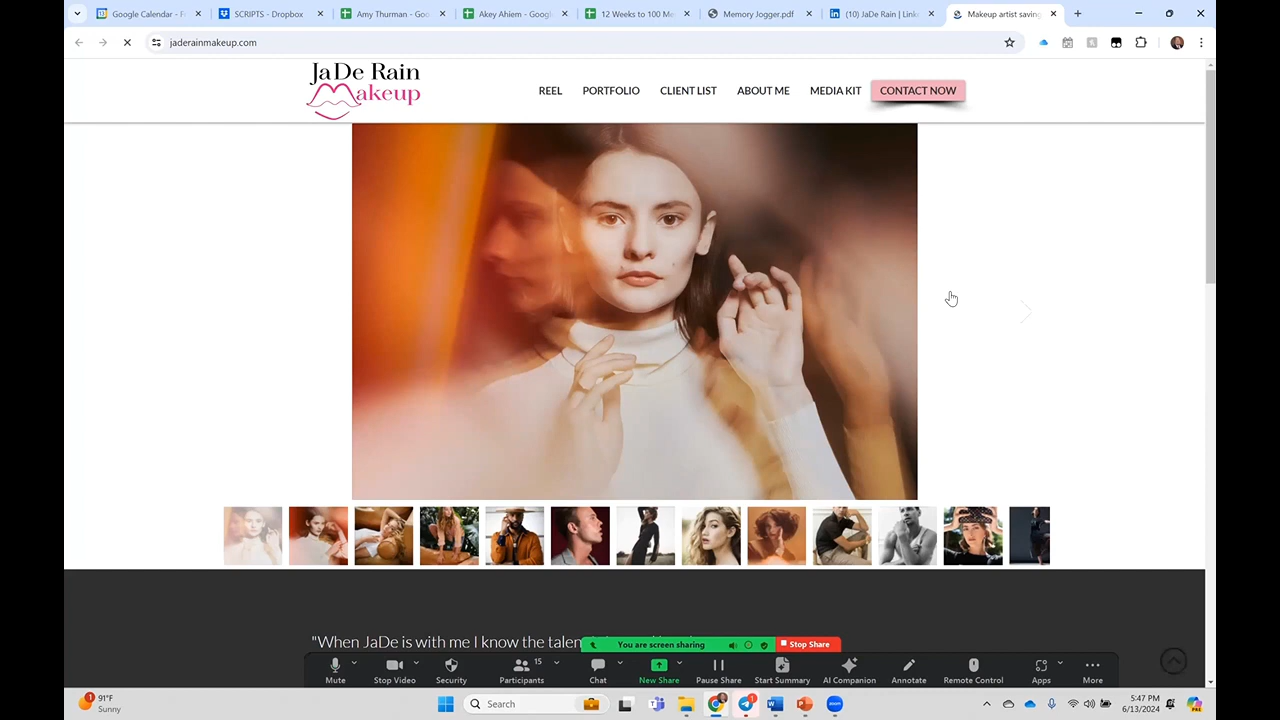 Google Calendar - F
SCRIPTS - Dropbox
Amy Thurman - Goo
Akey Ahiem - Googl
12 Weeks to 100 Me
Memory Jogger.pdf
(10) JaDe Rain | Link
Makeup artist saving
jaderainmakeup.com
JaDe Rain
Makeup
REEL
PORTFOLIO
CLIENT LIST
ABOUT ME
MEDIA KIT
CONTACT NOW
"When JaDe is with me I know the talen
You are screen sharing
Stop Share
15
Mute
Stop Video
Security
Participants
Chat
New Share
Pause Share
Start Summary
AI Companion
Annotate
Remote Control
Apps
More
1
91°F
Sunny
Search
1
zoom
5:47 PM
6/13/2024